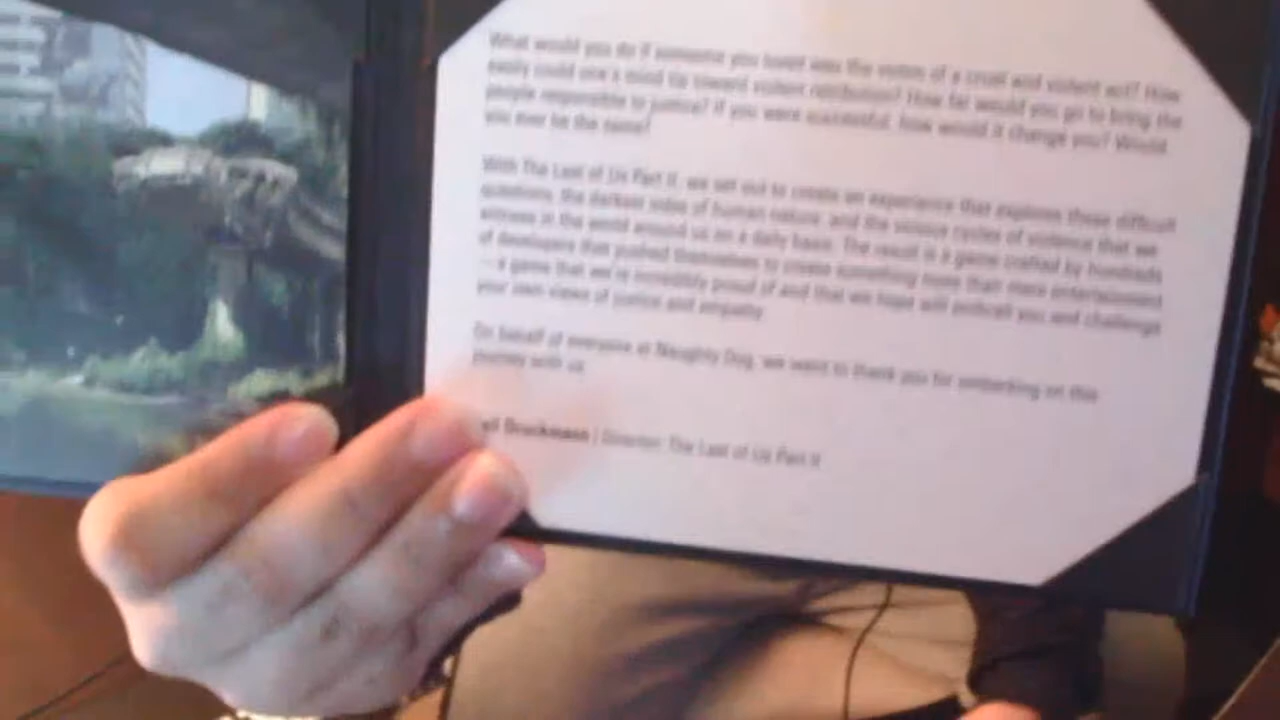 What would you do if someone you loved was the victim of a cruel and violent act? How
easily could one's mind tip toward violent retribution? How far would you go to bring the
people responsible to justice? If you were successful, how would it change you? Would
you ever be the same?
With The Last of Us Part II, we set out to create an experience that explores these difficult
questions, the darkest sides of human nature, and the vicious cycles of violence that we
witness in the world around us on a daily basis. The result is a game crafted by hundreds
of developers that pushed themselves to create something more than mere entertainment
—a game that we're incredibly proud of and that we hope will enthrall you and challenge
your own views of justice and empathy.
On behalf of everyone at Naughty Dog, we want to thank you for embarking on this
journey with us.
Druckmann | Director, The Last of Us Part II